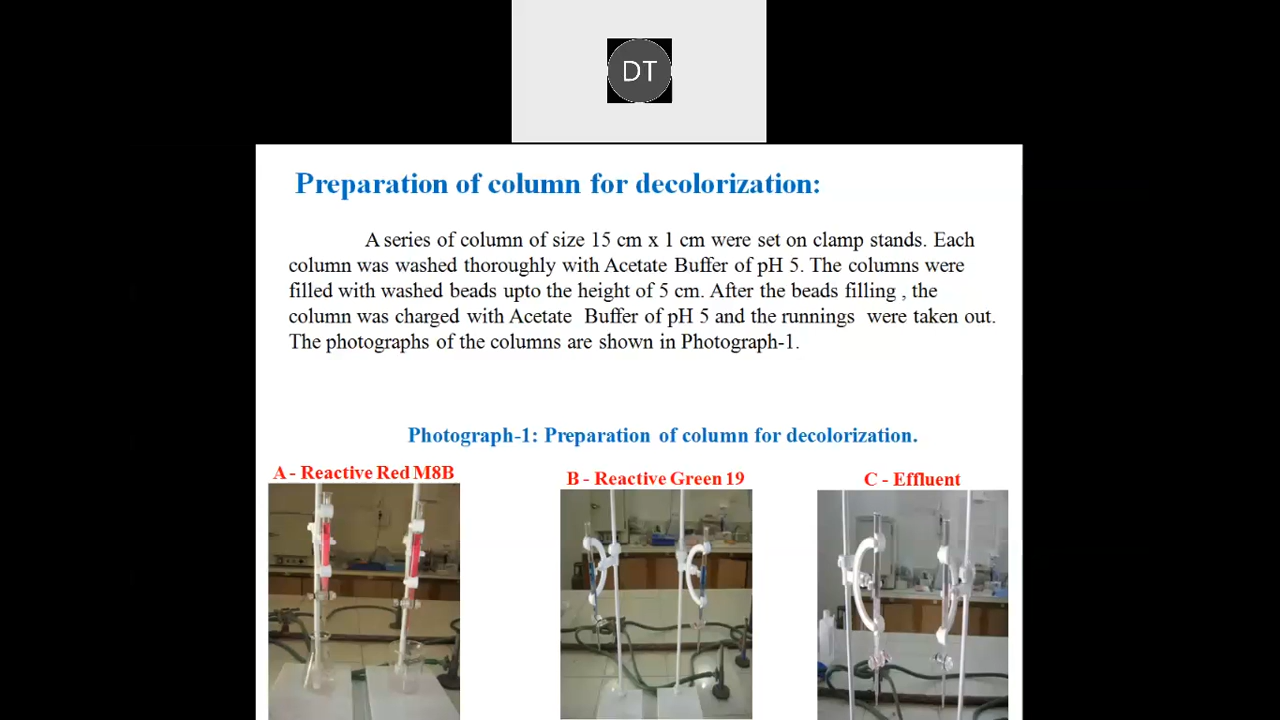 DT
Preparation of column for decolorization:
A series of column of size 15 cm x 1 cm were set on clamp stands. Each
column was washed thoroughly with Acetate Buffer of pH 5. The columns were
filled with washed beads upto the height of 5 cm. After the beads filling , the
column was charged with Acetate Buffer of pH 5 and the runnings were taken out.
The photographs of the columns are shown in Photograph-1.
Photograph-1: Preparation of column for decolorization.
A - Reactive Red M8B
B - Reactive Green 19
C - Effluent